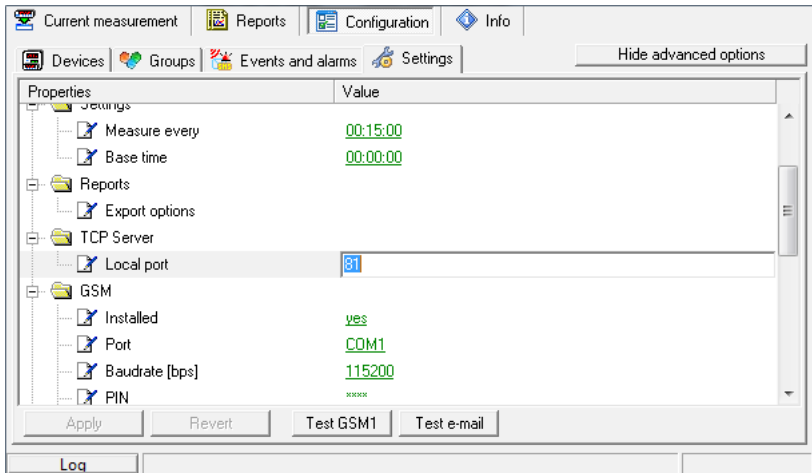 Current measurement Reports Configuration Info
Devices Groups Events and alarms Settings Hide advanced options
Properties Value
Settings
Measure every 00:15:00
Base time 00:00:00
Reports
Export options
TCP Server
Local port 81
GSM
Installed yes
Port COM1
Baudrate [bps] 115200
PIN ****
Apply Revert Test GSM1 Test e-mail
Log